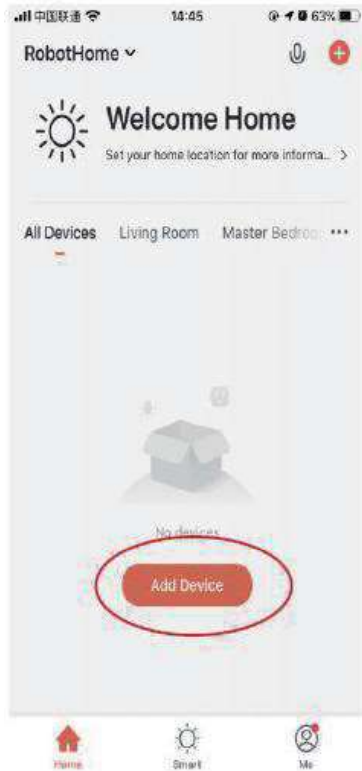 中国联通 14:45 63%
RobotHome
Welcome Home
Set your home location for more informa...
All Devices Living Room Master Bedroo ...
No devices
Add Device
Home Smart Me